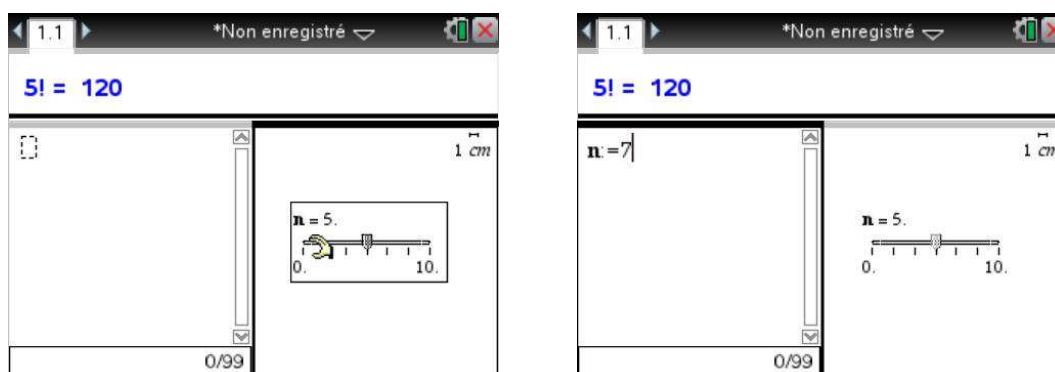 1.1 *Non enregistré
5! = 120
1 cm
n = 5.
0. 10.
0/99
1.1 *Non enregistré
5! = 120
n:=7
1 cm
n = 5.
0. 10.
0/99